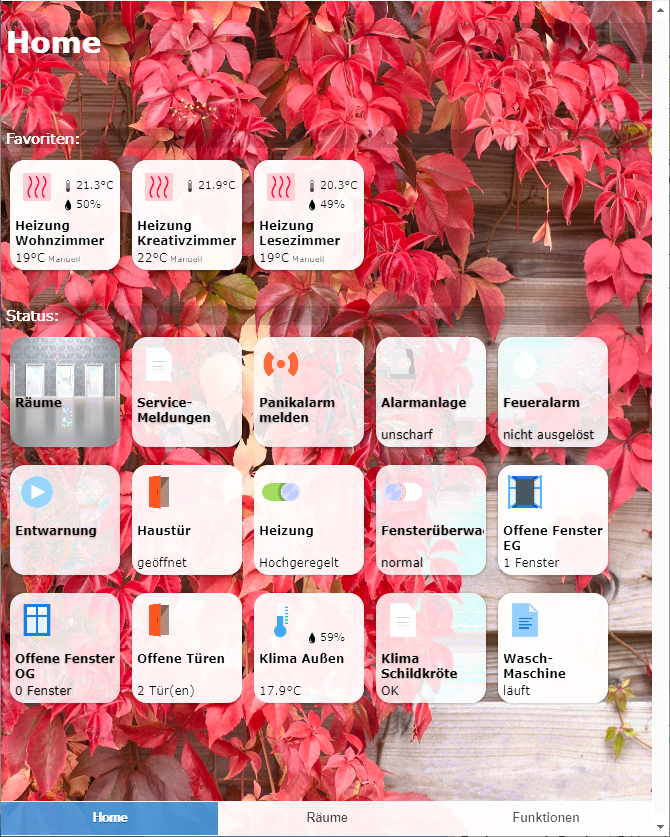 Home
Favoriten:
21.3°C
50%
Heizung
Wohnzimmer
19°C Manuell
21.9°C
Heizung
Kreativzimmer
22°C Manuell
20.3°C
49%
Heizung
Lesezimmer
19°C Manuell
Status:
Räume
Service-
Meldungen
Panikalarm
melden
Alarmanlage
unscharf
Feueralarm
nicht ausgelöst
Entwarnung
Haustür
geöffnet
Heizung
Hochgeregelt
Fensterüberwa
normal
Offene Fenster
EG
1 Fenster
Offene Fenster
OG
0 Fenster
Offene Türen
2 Tür(en)
59%
Klima Außen
17.9°C
Klima
Schildkröte
OK
Wasch-
Maschine
läuft
Home
Räume
Funktionen